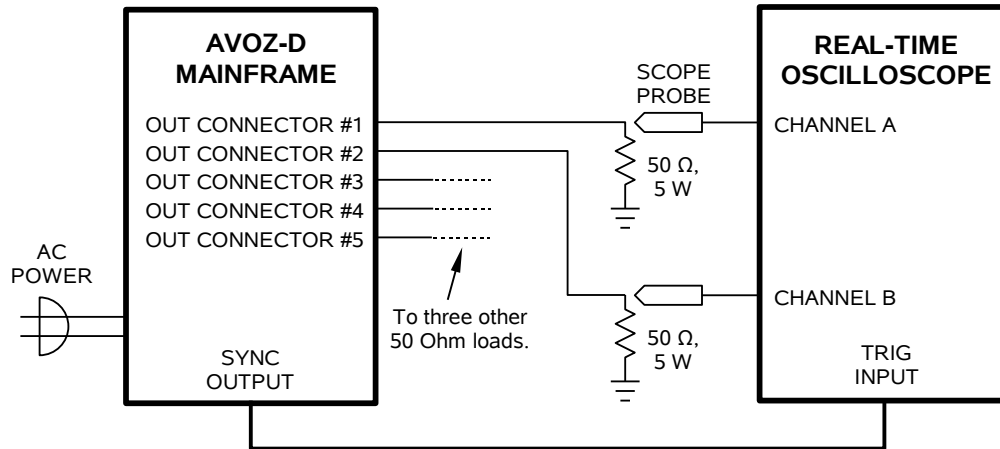 AVOZ-D
MAINFRAME
OUT CONNECTOR #1
OUT CONNECTOR #2
OUT CONNECTOR #3
OUT CONNECTOR #4
OUT CONNECTOR #5
AC
POWER
SYNC
OUTPUT
To three other
50 Ohm loads.
SCOPE
PROBE
50 Ω,
5 W
50 Ω,
5 W
REAL-TIME
OSCILLOSCOPE
CHANNEL A
CHANNEL B
TRIG
INPUT